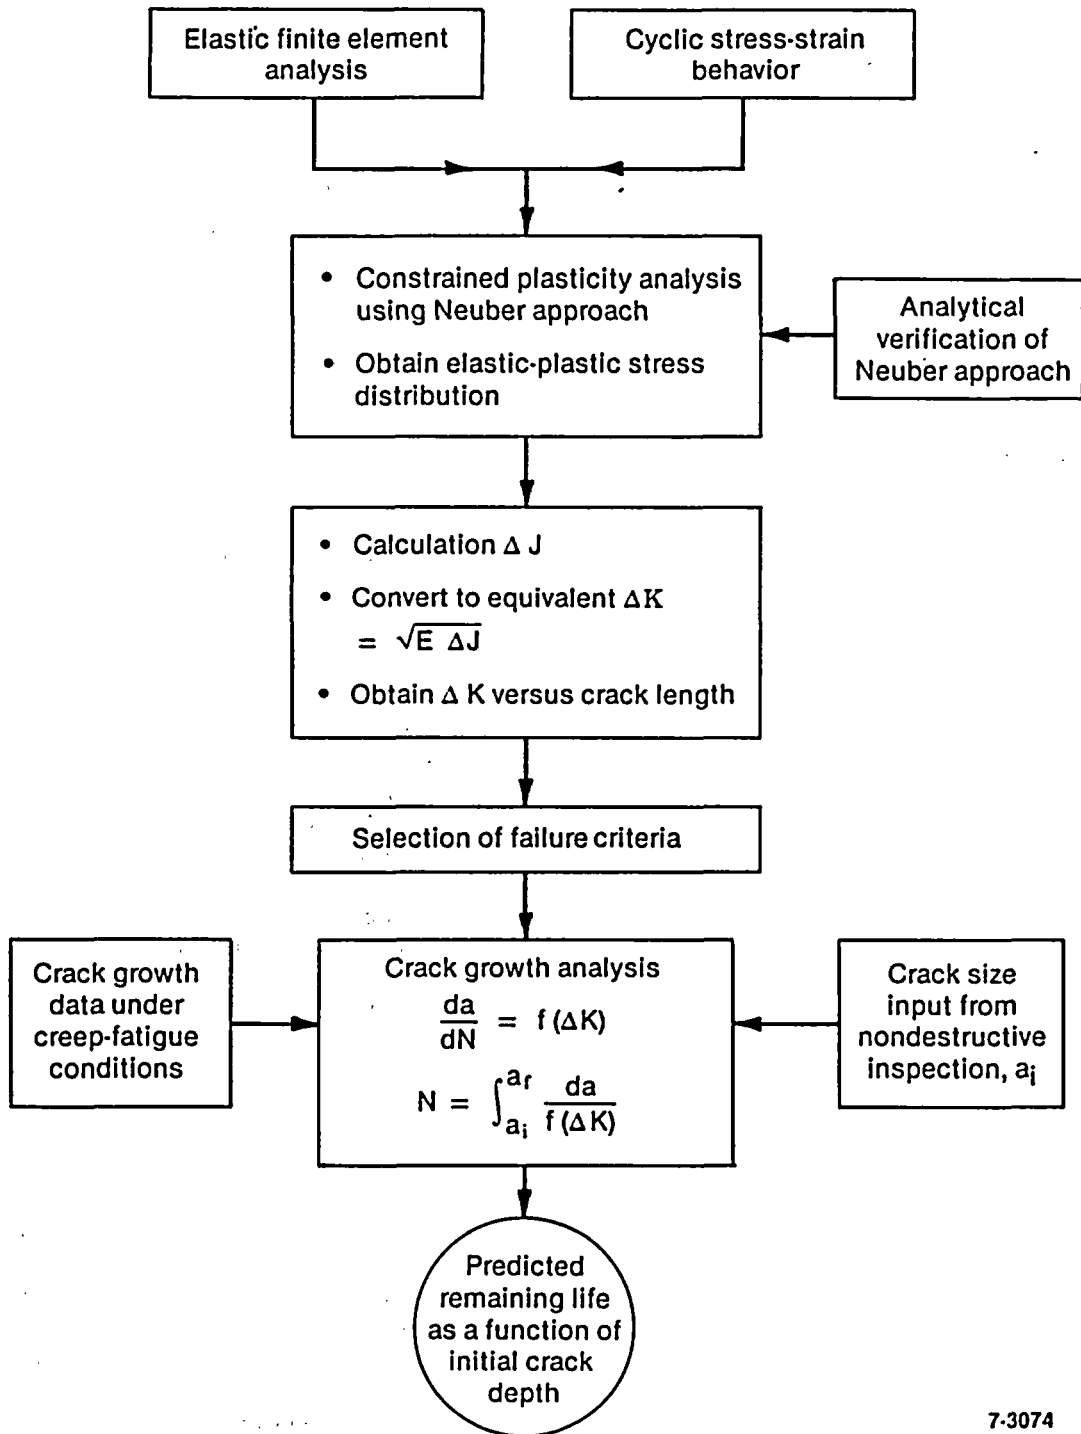 Elastic finite element
analysis
Cyclic stress-strain
behavior
• Constrained plasticity analysis
using Neuber approach
• Obtain elastic-plastic stress
distribution
Analytical
verification of
Neuber approach
• Calculation Δ J
• Convert to equivalent ΔK
= √E ΔJ
• Obtain Δ K versus crack length
Selection of failure criteria
Crack growth
data under
creep-fatigue
conditions
Crack growth analysis
da/dN = f (ΔK)
N = ∫_{a_i}^{a_f} da/f (ΔK)
Crack size
input from
nondestructive
inspection, a_i
Predicted
remaining life
as a function of
initial crack
depth
7-3074